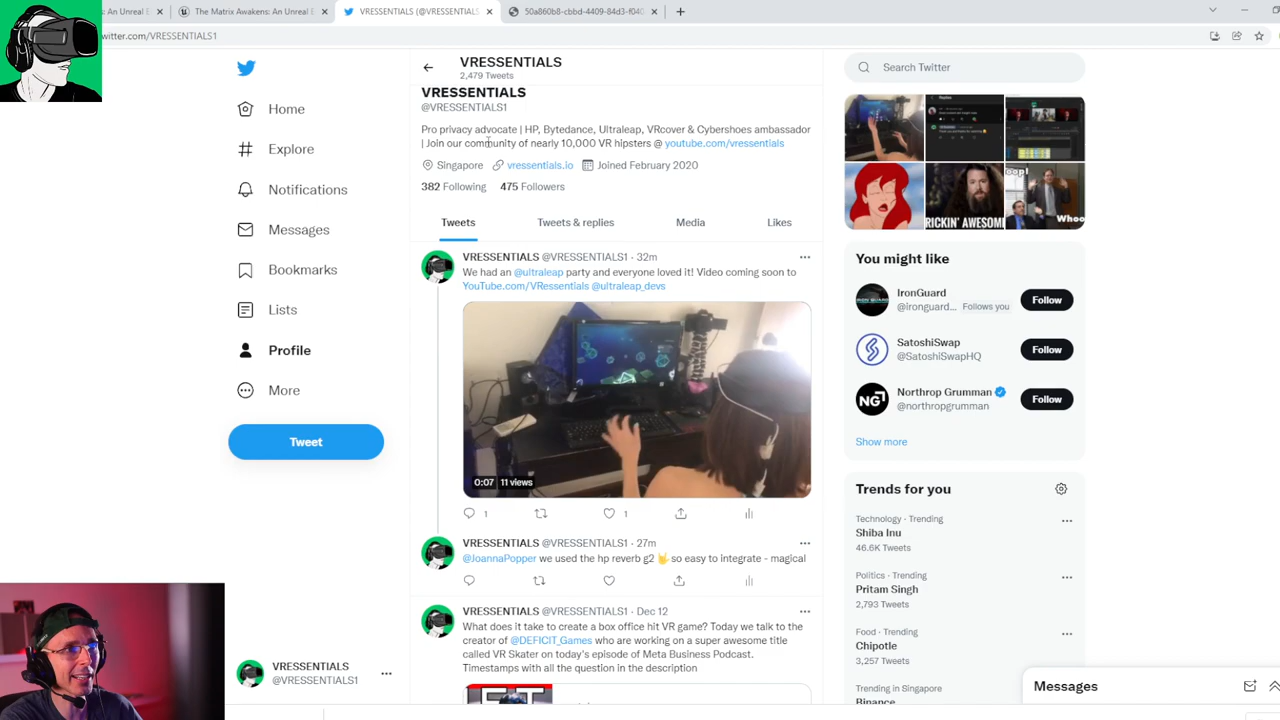 The Matrix Awakens: An Unreal E
VRESSENTIALS (@VRESSENTIALS
50a860b8-cbbd-4409-84d3-f040
witter.com/VRESSENTIALS1
Home
Explore
Notifications
Messages
Bookmarks
Lists
Profile
More
Tweet
VRESSENTIALS
@VRESSENTIALS1
VRESSENTIALS
2,479 Tweets
VRESSENTIALS
@VRESSENTIALS1
Pro privacy advocate | HP, Bytedance, Ultraleap, VRcover & Cybershoes ambassador
| Join our community of nearly 10,000 VR hipsters @ youtube.com/vressentials
Singapore vressentials.io Joined February 2020
382 Following 475 Followers
Tweets Tweets & replies Media Likes
VRESSENTIALS @VRESSENTIALS1 · 32m
We had an @ultraleap party and everyone loved it! Video coming soon to
YouTube.com/VRessentials @ultraleap_devs
0:07 11 views
1 1
VRESSENTIALS @VRESSENTIALS1 · 27m
@JoannaPopper we used the hp reverb g2 🤘 so easy to integrate - magical
VRESSENTIALS @VRESSENTIALS1 · Dec 12
What does it take to create a box office hit VR game? Today we talk to the
creator of @DEFICIT_Games who are working on a super awesome title
called VR Skater on today's episode of Meta Business Podcast.
Timestamps with all the question in the description
Search Twitter
oop!
RICKIN' AWESOM
Whoo
You might like
IronGuard
@ironguard... Follows you
Follow
SatoshiSwap
@SatoshiSwapHQ
Follow
Northrop Grumman
@northropgrumman
Follow
NG
Show more
Trends for you
Technology · Trending
Shiba Inu
46.6K Tweets
Politics · Trending
Pritam Singh
2,793 Tweets
Food · Trending
Chipotle
3,257 Tweets
Trending in Singapore
Binance
Messages